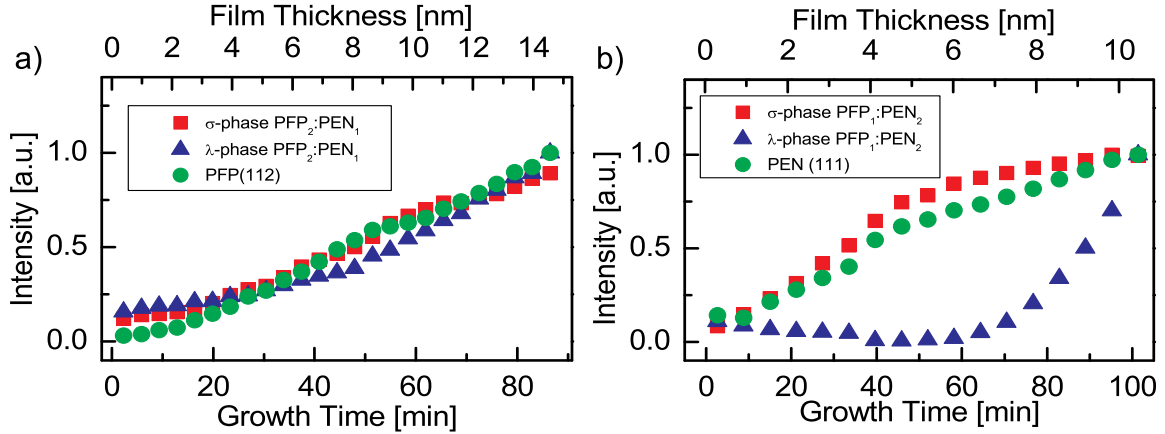 a)
Film Thickness [nm]
0 2 4 6 8 10 12 14
σ-phase PFP₂:PEN₁
λ-phase PFP₂:PEN₁
PFP(112)
Intensity [a.u.]
1.0
0.5
0.0
0 20 40 60 80
Growth Time [min]
b)
Film Thickness [nm]
0 2 4 6 8 10
σ-phase PFP₁:PEN₂
λ-phase PFP₁:PEN₂
PEN (111)
Intensity [a.u.]
1.0
0.5
0.0
0 20 40 60 80 100
Growth Time [min]